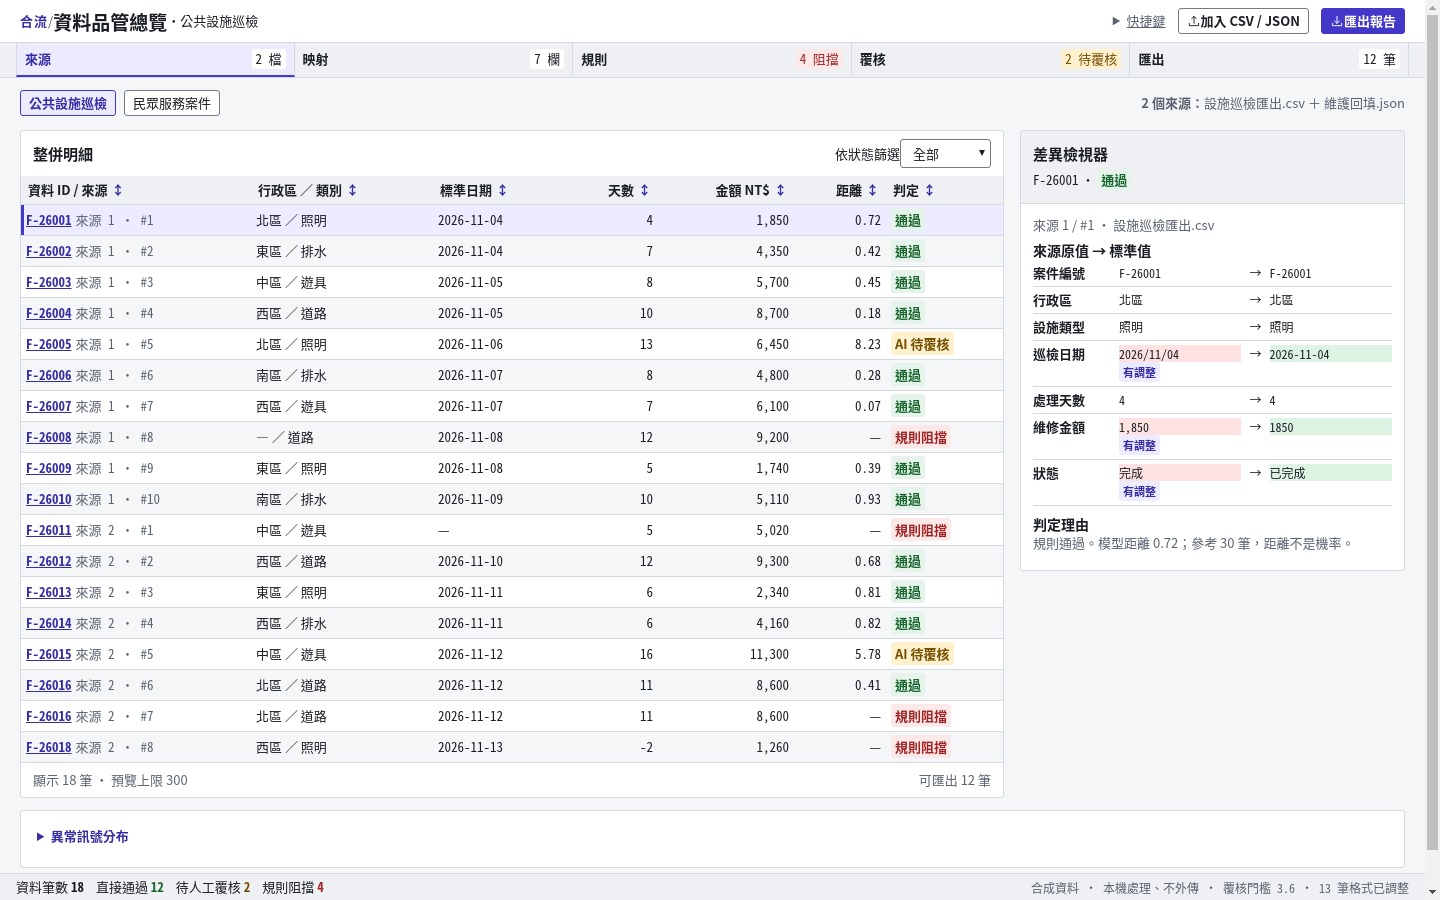 合流/資料品管總覽 · 公共設施巡檢
▶ 快捷鍵 加入 CSV / JSON 匯出報告
來源 2 檔 映射 7 欄 規則 4 阻擋 覆核 2 待覆核 匯出 12 筆
公共設施巡檢 民眾服務案件 2 個來源：設施巡檢匯出.csv ＋ 維護回填.json
整併明細 依狀態篩選 全部
資料 ID / 來源 ↕ 行政區 ／ 類別 ↕ 標準日期 ↕ 天數 ↕ 金額 NT$ ↕ 距離 ↕ 判定 ↕
F-26001 來源 1 · #1 北區 ／ 照明 2026-11-04 4 1,850 0.72 通過
F-26002 來源 1 · #2 東區 ／ 排水 2026-11-04 7 4,350 0.42 通過
F-26003 來源 1 · #3 中區 ／ 遊具 2026-11-05 8 5,700 0.45 通過
F-26004 來源 1 · #4 西區 ／ 道路 2026-11-05 10 8,700 0.18 通過
F-26005 來源 1 · #5 北區 ／ 照明 2026-11-06 13 6,450 8.23 AI 待覆核
F-26006 來源 1 · #6 南區 ／ 排水 2026-11-07 8 4,800 0.28 通過
F-26007 來源 1 · #7 西區 ／ 遊具 2026-11-07 7 6,100 0.07 通過
F-26008 來源 1 · #8 — ／ 道路 2026-11-08 12 9,200 — 規則阻擋
F-26009 來源 1 · #9 東區 ／ 照明 2026-11-08 5 1,740 0.39 通過
F-26010 來源 1 · #10 南區 ／ 排水 2026-11-09 10 5,110 0.93 通過
F-26011 來源 2 · #1 中區 ／ 遊具 — 5 5,020 — 規則阻擋
F-26012 來源 2 · #2 西區 ／ 道路 2026-11-10 12 9,300 0.68 通過
F-26013 來源 2 · #3 東區 ／ 照明 2026-11-11 6 2,340 0.81 通過
F-26014 來源 2 · #4 西區 ／ 排水 2026-11-11 6 4,160 0.82 通過
F-26015 來源 2 · #5 中區 ／ 遊具 2026-11-12 16 11,300 5.78 AI 待覆核
F-26016 來源 2 · #6 北區 ／ 道路 2026-11-12 11 8,600 0.41 通過
F-26016 來源 2 · #7 北區 ／ 道路 2026-11-12 11 8,600 — 規則阻擋
F-26018 來源 2 · #8 西區 ／ 照明 2026-11-13 -2 1,260 — 規則阻擋
顯示 18 筆 · 預覽上限 300 可匯出 12 筆
差異檢視器
F-26001 · 通過
來源 1 / #1 · 設施巡檢匯出.csv
來源原值 → 標準值
案件編號 F-26001 → F-26001
行政區 北區 → 北區
設施類型 照明 → 照明
巡檢日期 2026/11/04 → 2026-11-04
有調整
處理天數 4 → 4
維修金額 1,850 → 1850
有調整
狀態 完成 → 已完成
有調整
判定理由
規則通過。模型距離 0.72；參考 30 筆，距離不是機率。
▶ 異常訊號分布
資料筆數 18 直接通過 12 待人工覆核 2 規則阻擋 4 合成資料 · 本機處理、不外傳 · 覆核門檻 3.6 · 13 筆格式已調整